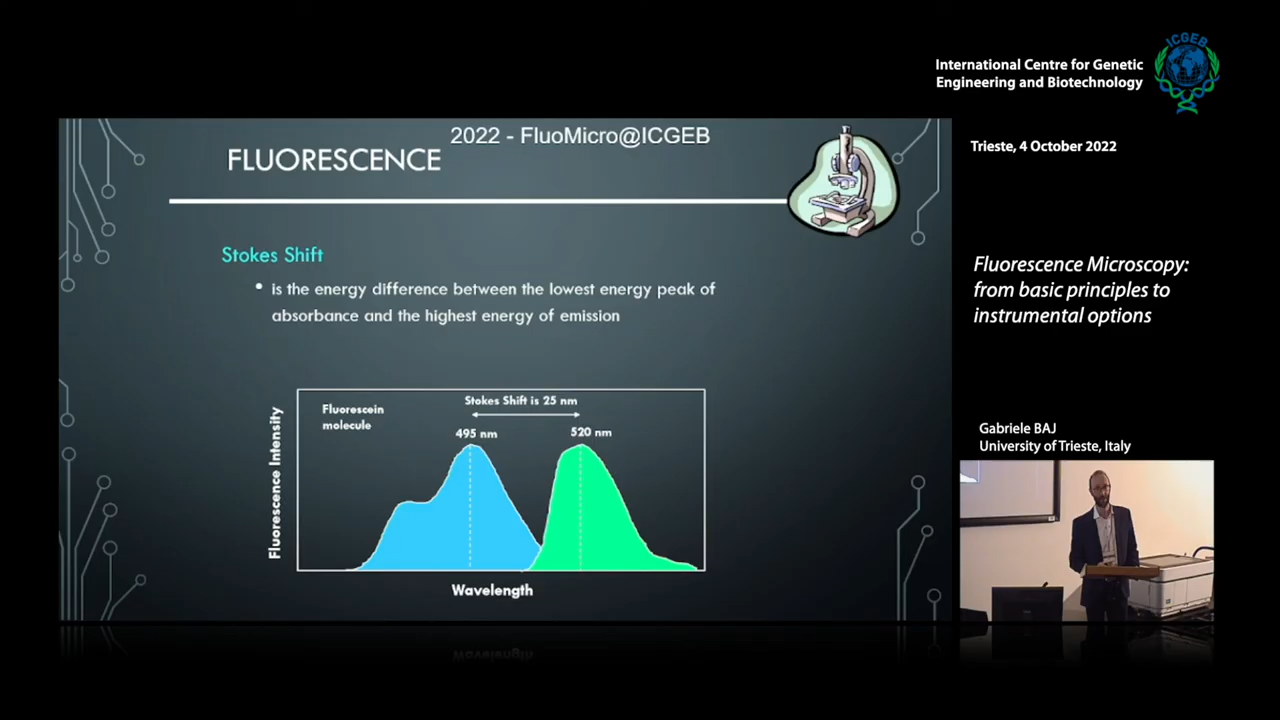 ICGEB
International Centre for Genetic
Engineering and Biotechnology
2022 - FluoMicro@ICGEB
FLUORESCENCE
Trieste, 4 October 2022
Stokes Shift
• is the energy difference between the lowest energy peak of
absorbance and the highest energy of emission
Fluorescence Microscopy:
from basic principles to
instrumental options
Stokes Shift is 25 nm
Fluorescein
molecule
495 nm
520 nm
Fluorescence Intensity
Wavelength
Gabriele BAJ
University of Trieste, Italy